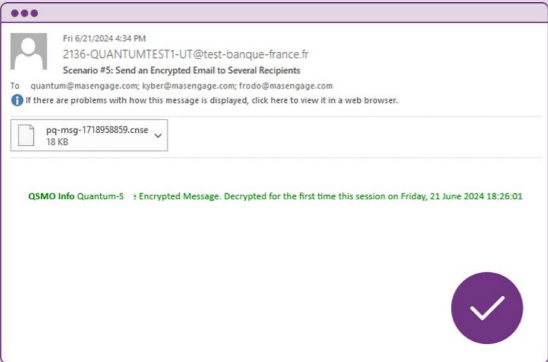 Fri 6/21/2024 4:34 PM
2136-QUANTUMTEST1-UT@test-banque-france.fr
Scenario #5: Send an Encrypted Email to Several Recipients
To quantum@masengage.com; kyber@masengage.com; frodo@masengage.com
If there are problems with how this message is displayed, click here to view it in a web browser.
pq-msg-1718958859.cnse
18 KB
QSMO Info Quantum-S Encrypted Message. Decrypted for the first time this session on Friday, 21 June 2024 18:26:01